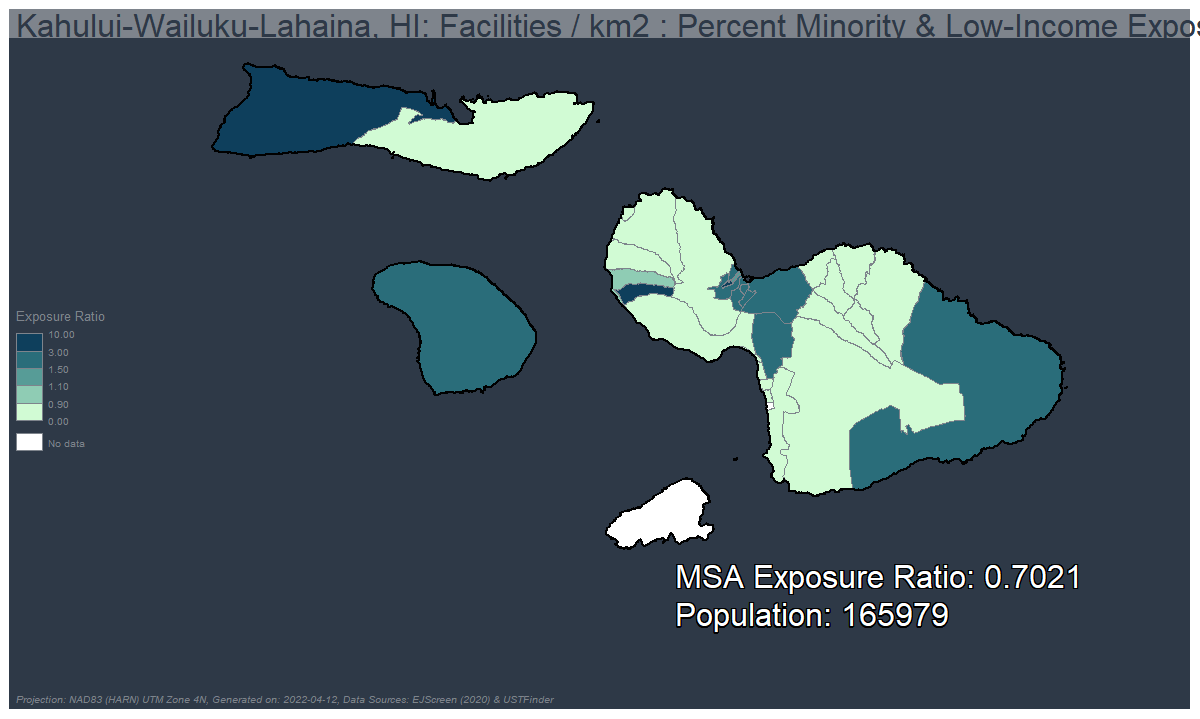 Kahului-Wailuku-Lahaina, HI: Facilities / km2 : Percent Minority & Low-Income Expos
Exposure Ratio
10.00
3.00
1.50
1.10
0.90
0.00
No data
MSA Exposure Ratio: 0.7021
Population: 165979
Projection: NAD83 (HARN) UTM Zone 4N, Generated on: 2022-04-12, Data Sources: EJScreen (2020) & USTFinder